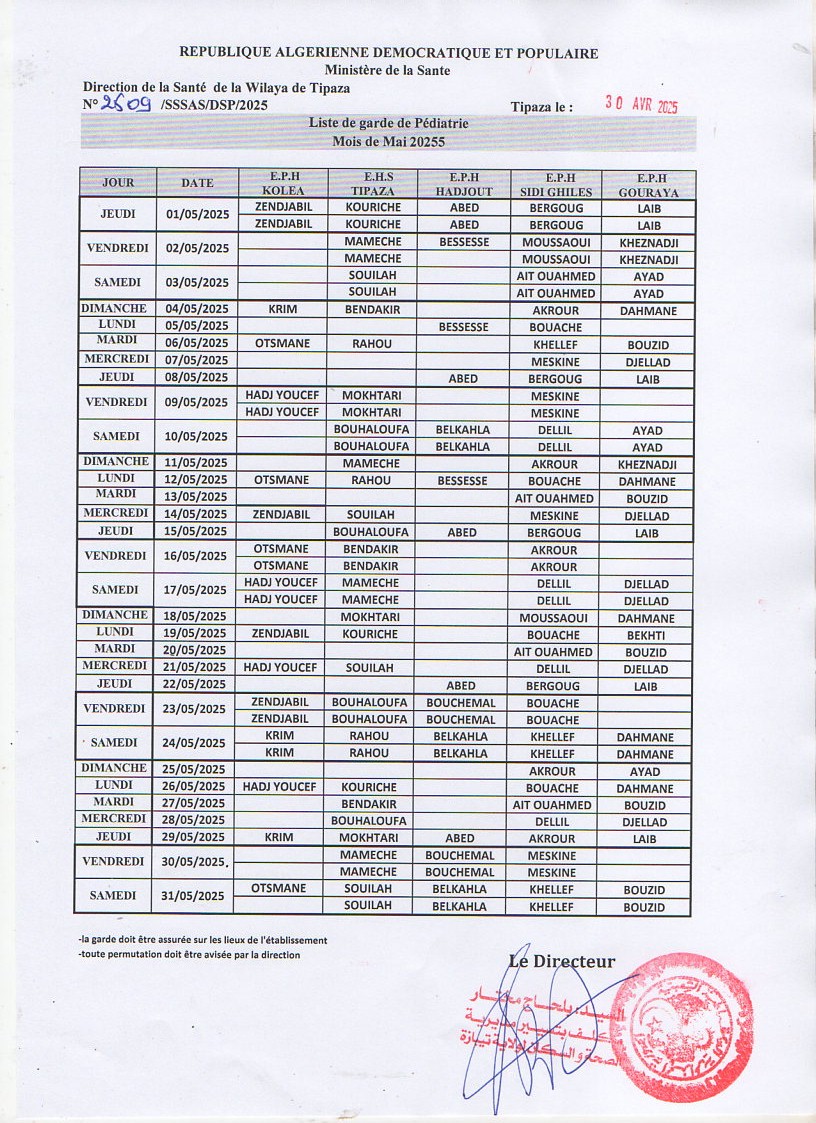 REPUBLIQUE ALGERIENNE DEMOCRATIQUE ET POPULAIRE
Ministère de la Sante
Direction de la Santé de la Wilaya de Tipaza
N° 2609 /SSSAS/DSP/2025 Tipaza le : 30 AVR 2025
Liste de garde de Pédiatrie
Mois de Mai 20255
JOUR DATE E.P.H KOLEA E.H.S TIPAZA E.P.H HADJOUT E.P.H SIDI GHILES E.P.H GOURAYA
JEUDI 01/05/2025 ZENDJABIL KOURICHE ABED BERGOUG LAIB
ZENDJABIL KOURICHE ABED BERGOUG LAIB
VENDREDI 02/05/2025 MAMECHE BESSESSE MOUSSAOUI KHEZNADJI
MAMECHE MOUSSAOUI KHEZNADJI
SAMEDI 03/05/2025 SOUILAH AIT OUAHMED AYAD
SOUILAH AIT OUAHMED AYAD
DIMANCHE 04/05/2025 KRIM BENDAKIR AKROUR DAHMANE
LUNDI 05/05/2025 BESSESSE BOUACHE
MARDI 06/05/2025 OTSMANE RAHOU KHELLEF BOUZID
MERCREDI 07/05/2025 MESKINE DJELLAD
JEUDI 08/05/2025 ABED BERGOUG LAIB
VENDREDI 09/05/2025 HADJ YOUCEF MOKHTARI MESKINE
HADJ YOUCEF MOKHTARI MESKINE
SAMEDI 10/05/2025 BOUHALOUFA BELKAHLA DELLIL AYAD
BOUHALOUFA BELKAHLA DELLIL AYAD
DIMANCHE 11/05/2025 MAMECHE AKROUR KHEZNADJI
LUNDI 12/05/2025 OTSMANE RAHOU BESSESSE BOUACHE DAHMANE
MARDI 13/05/2025 AIT OUAHMED BOUZID
MERCREDI 14/05/2025 ZENDJABIL SOUILAH MESKINE DJELLAD
JEUDI 15/05/2025 BOUHALOUFA ABED BERGOUG LAIB
VENDREDI 16/05/2025 OTSMANE BENDAKIR AKROUR
OTSMANE BENDAKIR AKROUR
SAMEDI 17/05/2025 HADJ YOUCEF MAMECHE DELLIL DJELLAD
HADJ YOUCEF MAMECHE DELLIL DJELLAD
DIMANCHE 18/05/2025 MOKHTARI MOUSSAOUI DAHMANE
LUNDI 19/05/2025 ZENDJABIL KOURICHE BOUACHE BEKHTI
MARDI 20/05/2025 AIT OUAHMED BOUZID
MERCREDI 21/05/2025 HADJ YOUCEF SOUILAH DELLIL DJELLAD
JEUDI 22/05/2025 ABED BERGOUG LAIB
VENDREDI 23/05/2025 ZENDJABIL BOUHALOUFA BOUCHEMAL BOUACHE
ZENDJABIL BOUHALOUFA BOUCHEMAL BOUACHE
SAMEDI 24/05/2025 KRIM RAHOU BELKAHLA KHELLEF DAHMANE
KRIM RAHOU BELKAHLA KHELLEF DAHMANE
DIMANCHE 25/05/2025 AKROUR AYAD
LUNDI 26/05/2025 HADJ YOUCEF KOURICHE BOUACHE DAHMANE
MARDI 27/05/2025 BENDAKIR AIT OUAHMED BOUZID
MERCREDI 28/05/2025 BOUHALOUFA DELLIL DJELLAD
JEUDI 29/05/2025 KRIM MOKHTARI ABED AKROUR LAIB
VENDREDI 30/05/2025 MAMECHE BOUCHEMAL MESKINE
MAMECHE BOUCHEMAL MESKINE
SAMEDI 31/05/2025 OTSMANE SOUILAH BELKAHLA KHELLEF BOUZID
SOUILAH BELKAHLA KHELLEF BOUZID
-la garde doit être assurée sur les lieux de l'établissement
-toute permutation doit être avisée par la direction
Le Directeur
السيد: بلحاج مختار
مكلف بتسيير مديرية
الصحة و السكان لولاية تيبازة